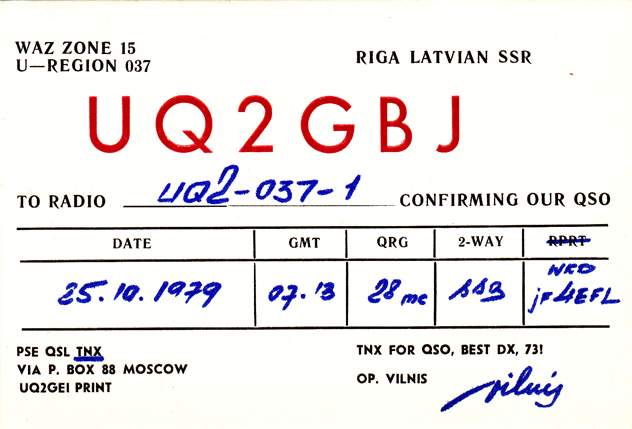 WAZ ZONE 15
U—REGION 037
RIGA LATVIAN SSR
UQ2GBJ
TO RADIO UQ2-037-1 CONFIRMING OUR QSO
DATE GMT QRG 2-WAY RPRT
WKD
25.10.1979 07.13 28 mc SSB jF4EFL
PSE QSL TNX
VIA P. BOX 88 MOSCOW
UQ2GEI PRINT
TNX FOR QSO, BEST DX, 73!
OP. VILNIS
vilnis